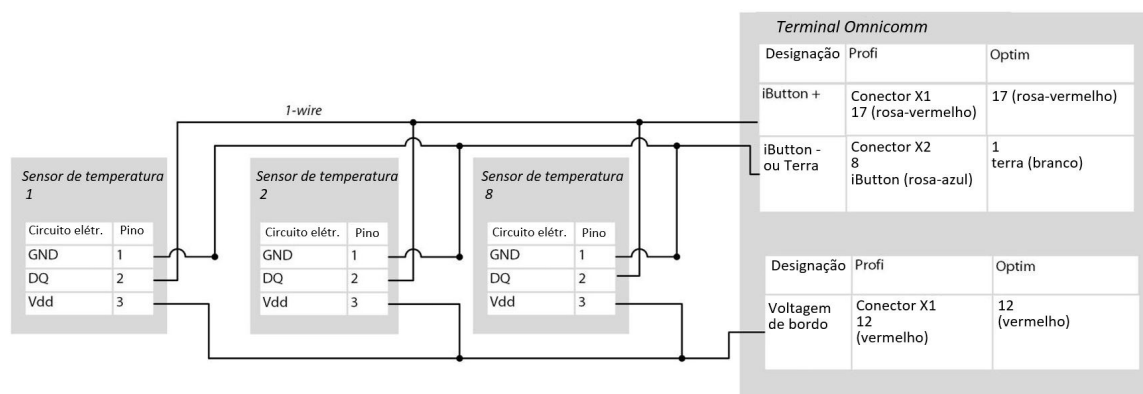 Terminal Omnicomm
Designação Profi Optim
iButton + Conector X1 17 (rosa-vermelho)
17 (rosa-vermelho)
iButton - Conector X2 1
ou Terra 8 terra (branco)
iButton (rosa-azul)
1-wire
Sensor de temperatura
1
Circuito elétr. Pino
GND 1
DQ 2
Vdd 3
Sensor de temperatura
2
Circuito elétr. Pino
GND 1
DQ 2
Vdd 3
Sensor de temperatura
8
Circuito elétr. Pino
GND 1
DQ 2
Vdd 3
Designação Profi Optim
Voltagem Conector X1 12
de bordo 12 (vermelho)
(vermelho)